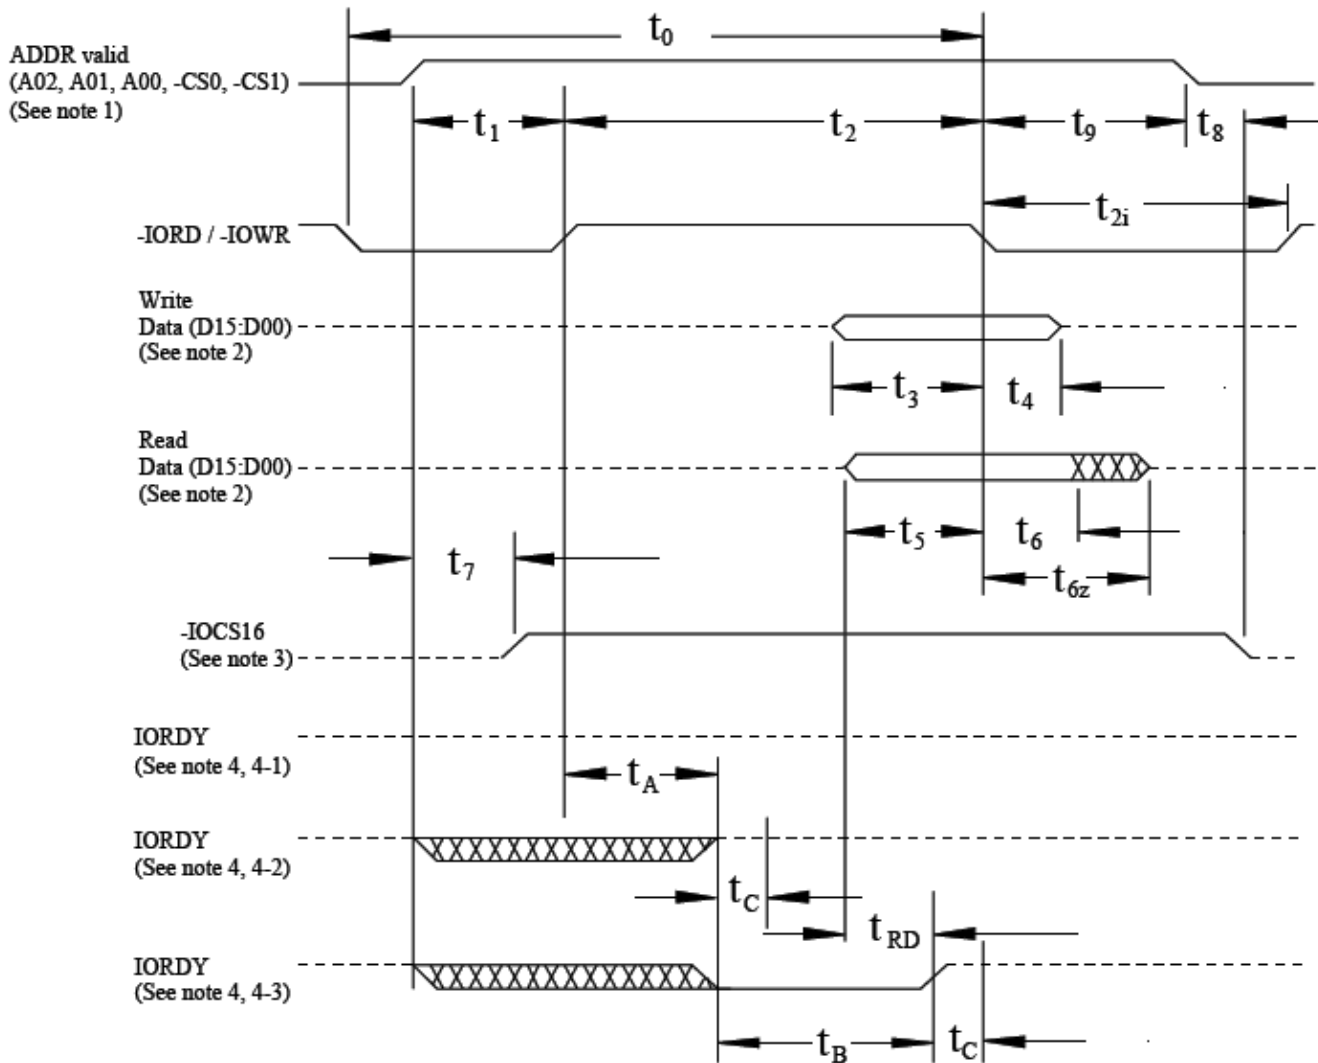 t0
ADDR valid
(A02, A01, A00, -CS0, -CS1)
(See note 1)
t1
t2
t9
t8
t2i
-IORD / -IOWR
Write
Data (D15:D00)
(See note 2)
t3
t4
Read
Data (D15:D00)
(See note 2)
t5
t6
t7
t6z
-IOCS16
(See note 3)
IORDY
(See note 4, 4-1)
tA
IORDY
(See note 4, 4-2)
tC
tRD
IORDY
(See note 4, 4-3)
tB
tC